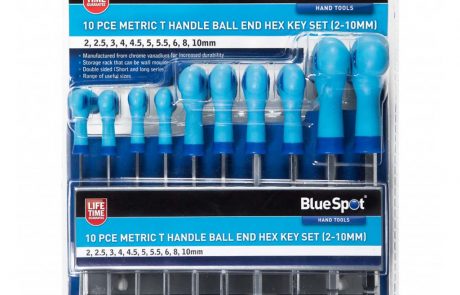 TIME
GUARANTEE
HAND TOOLS
10 PCE METRIC T HANDLE BALL END HEX KEY SET (2-10MM)
2, 2.5, 3, 4, 4.5, 5, 5.5, 6, 8, 10mm
• Manufactured from chrome vanadium for increased durability
• Storage rack that can be wall mounted
• Double sided (Short and long series)
• Range of useful sizes
LIFE
TIME
GUARANTEE
BlueSpot
HAND TOOLS
10 PCE METRIC T HANDLE BALL END HEX KEY SET (2-10MM)
2, 2.5, 3, 4, 4.5, 5, 5.5, 6, 8, 10mm